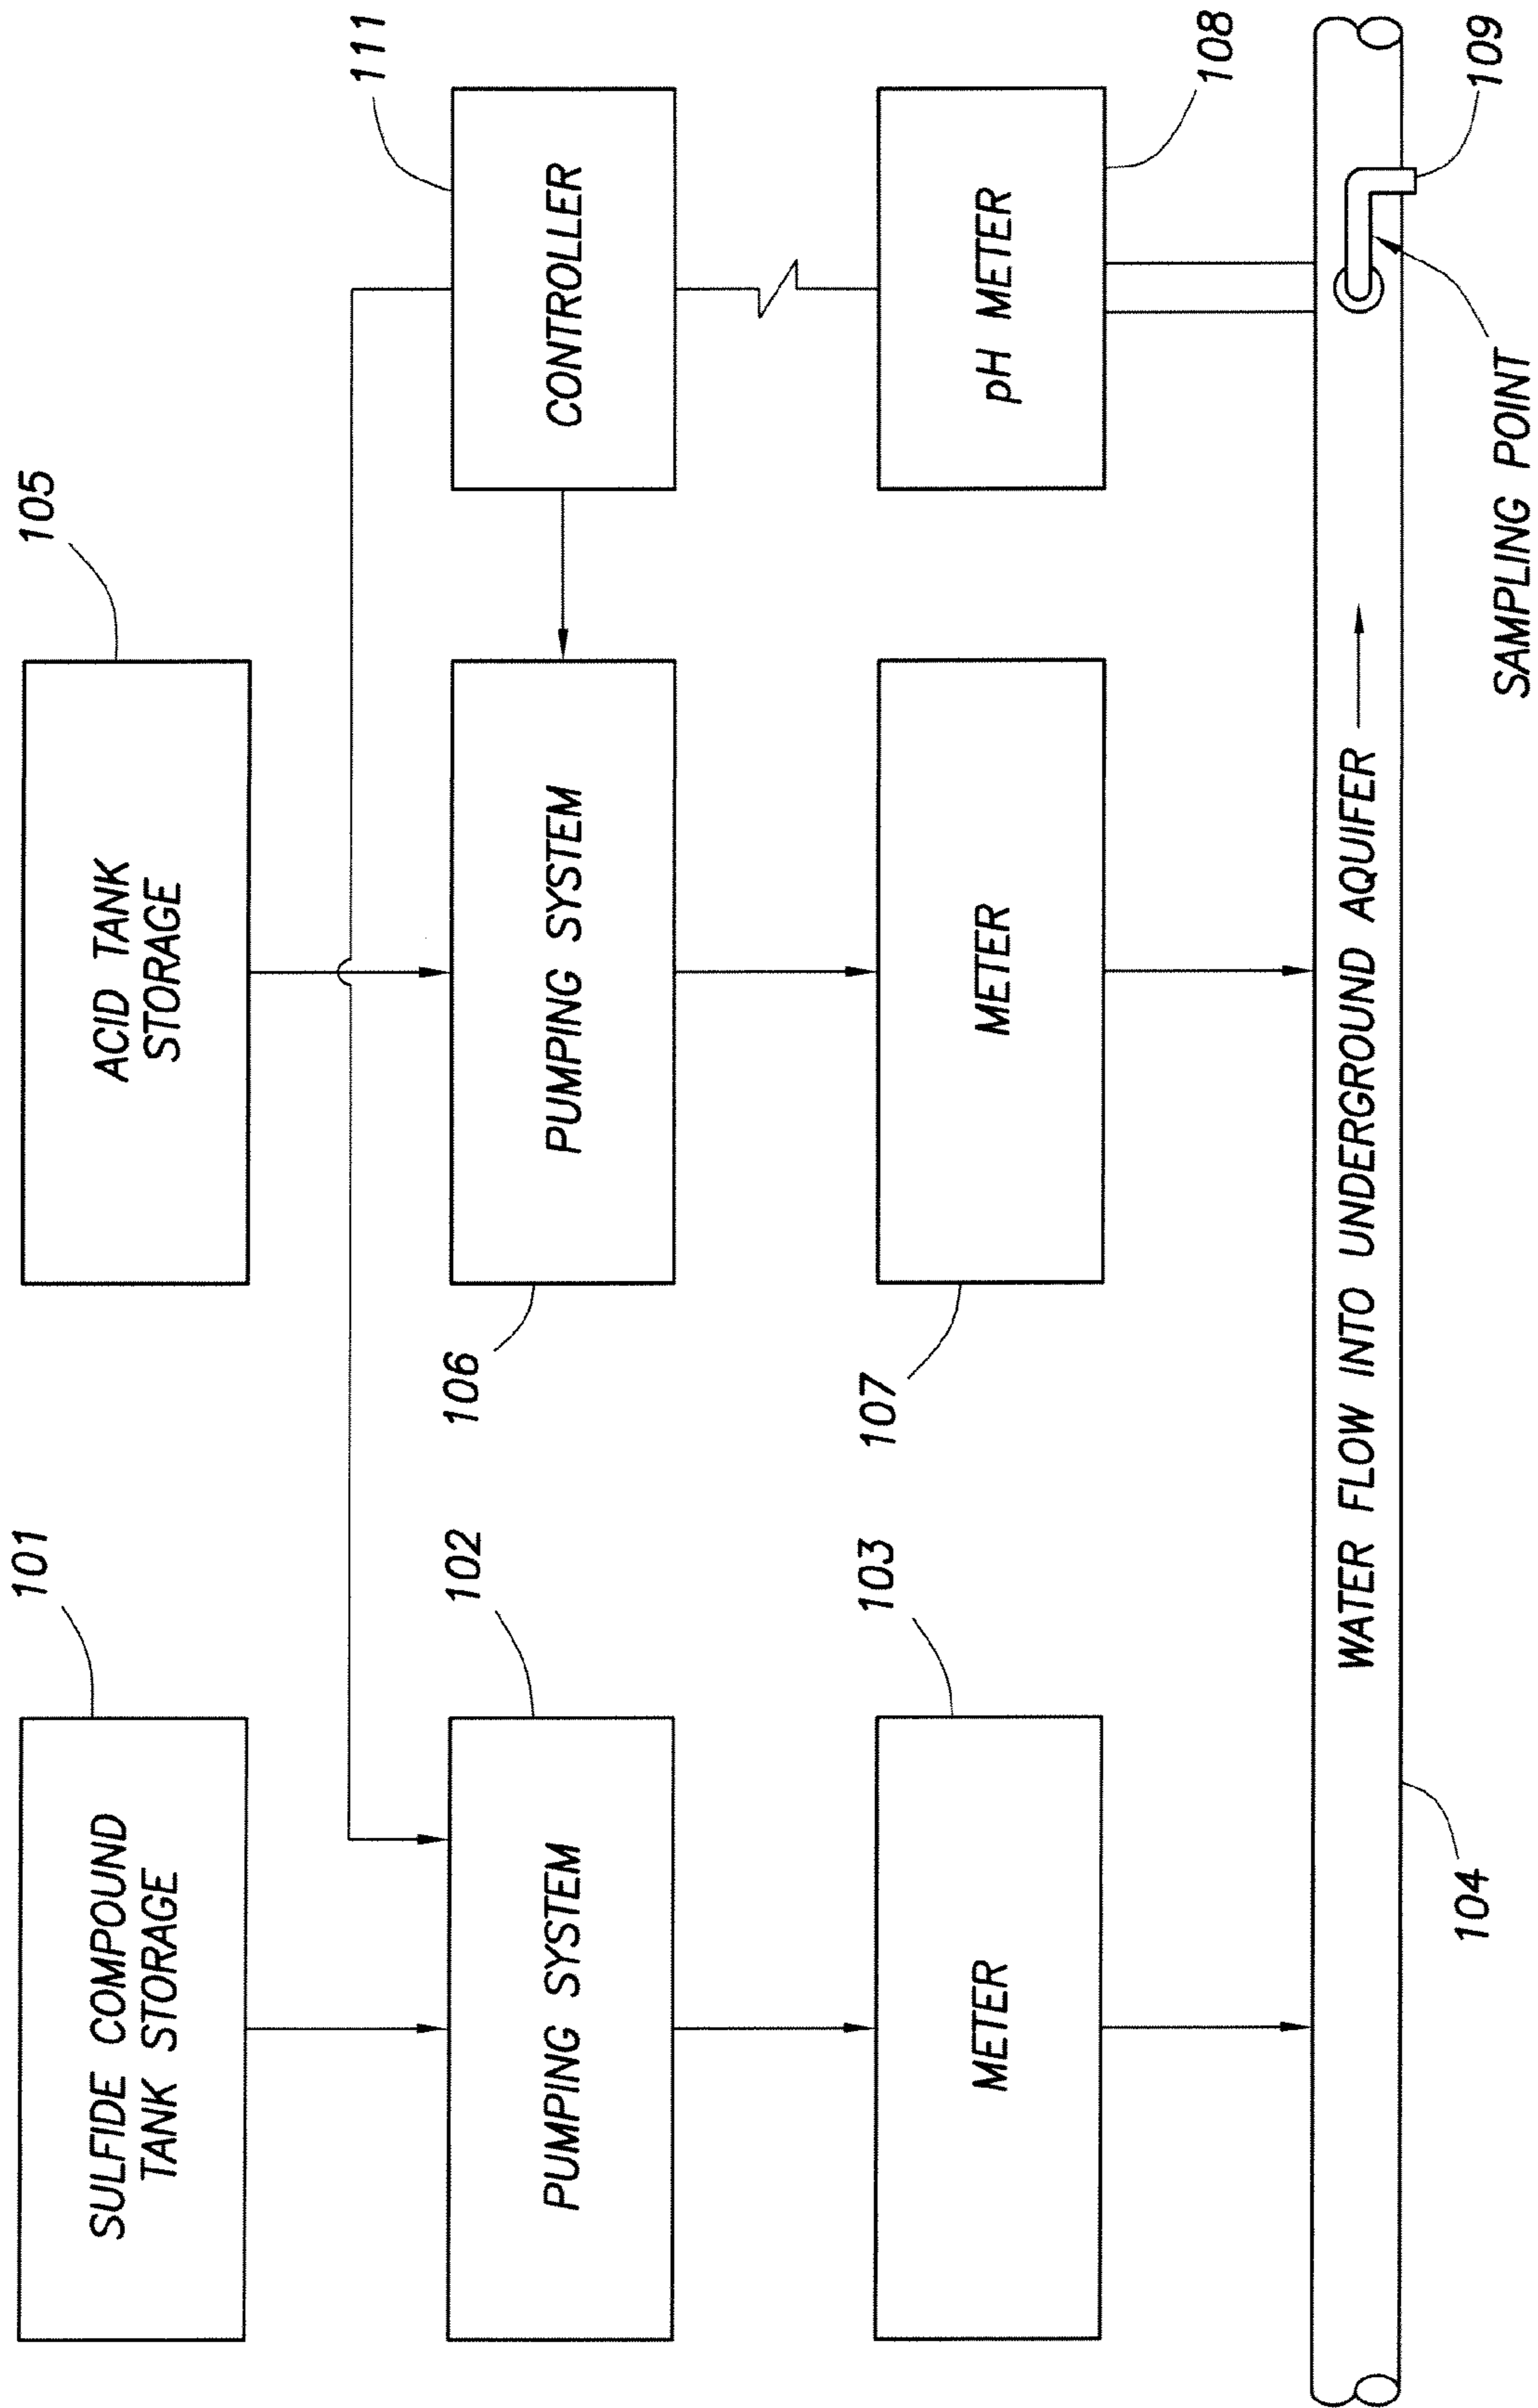 101
SULFIDE COMPOUND
TANK STORAGE
102
PUMPING SYSTEM
103
METER
104
105
ACID TANK
STORAGE
106
PUMPING SYSTEM
107
METER
111
CONTROLLER
108
pH METER
WATER FLOW INTO UNDERGROUND AQUIFER
109
SAMPLING POINT